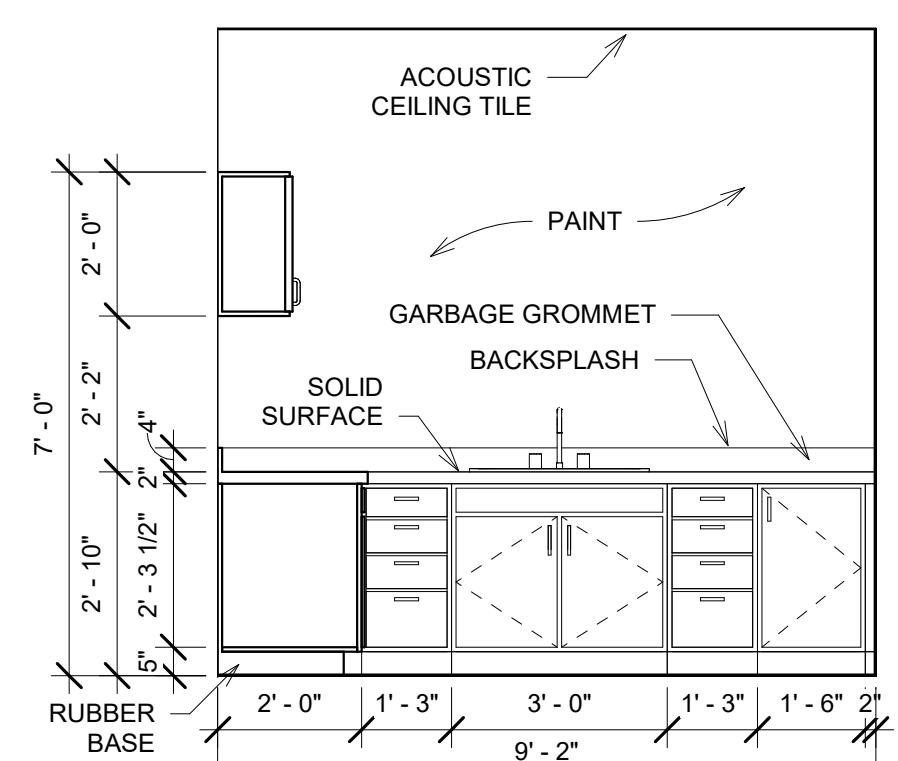 ACOUSTIC
CEILING TILE
PAINT
GARBAGE GROMMET
BACKSPLASH
SOLID
SURFACE
7' - 0"
2' - 0"
2' - 2"
2' - 10"
4"
2"
2' - 3 1/2"
5"
RUBBER
BASE
2' - 0" 1' - 3" 3' - 0" 1' - 3" 1' - 6" 2"
9' - 2"